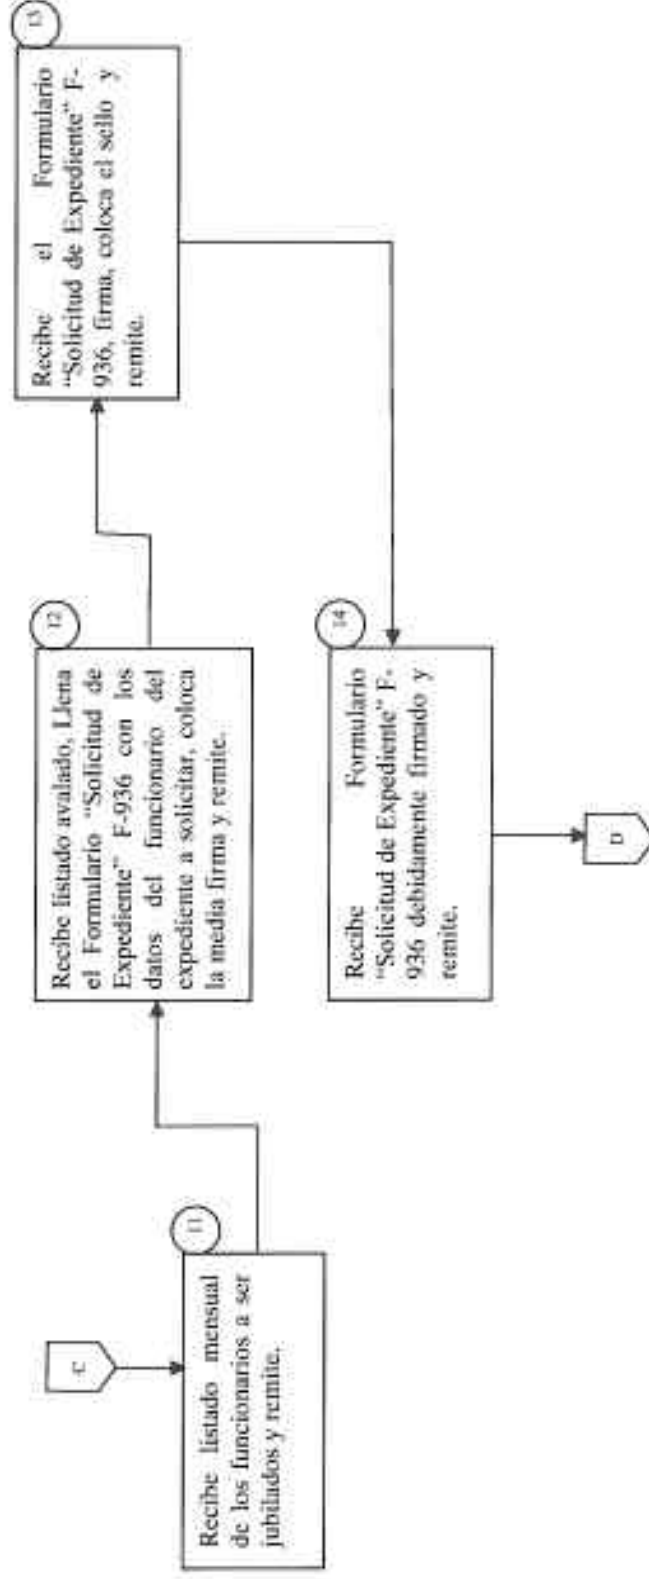 C
11
Recibe listado mensual
de los funcionarios a ser
jubilados y remite.
12
Recibe listado avalado, Llena
el Formulario “Solicitud de
Expediente” F-936 con los
datos del funcionario del
expediente a solicitar, coloca
la media firma y remite.
13
Recibe el Formulario
“Solicitud de Expediente” F-
936, firma, coloca el sello y
remite.
14
Recibe Formulario
“Solicitud de Expediente” F-
936 debidamente firmado y
remite.
D